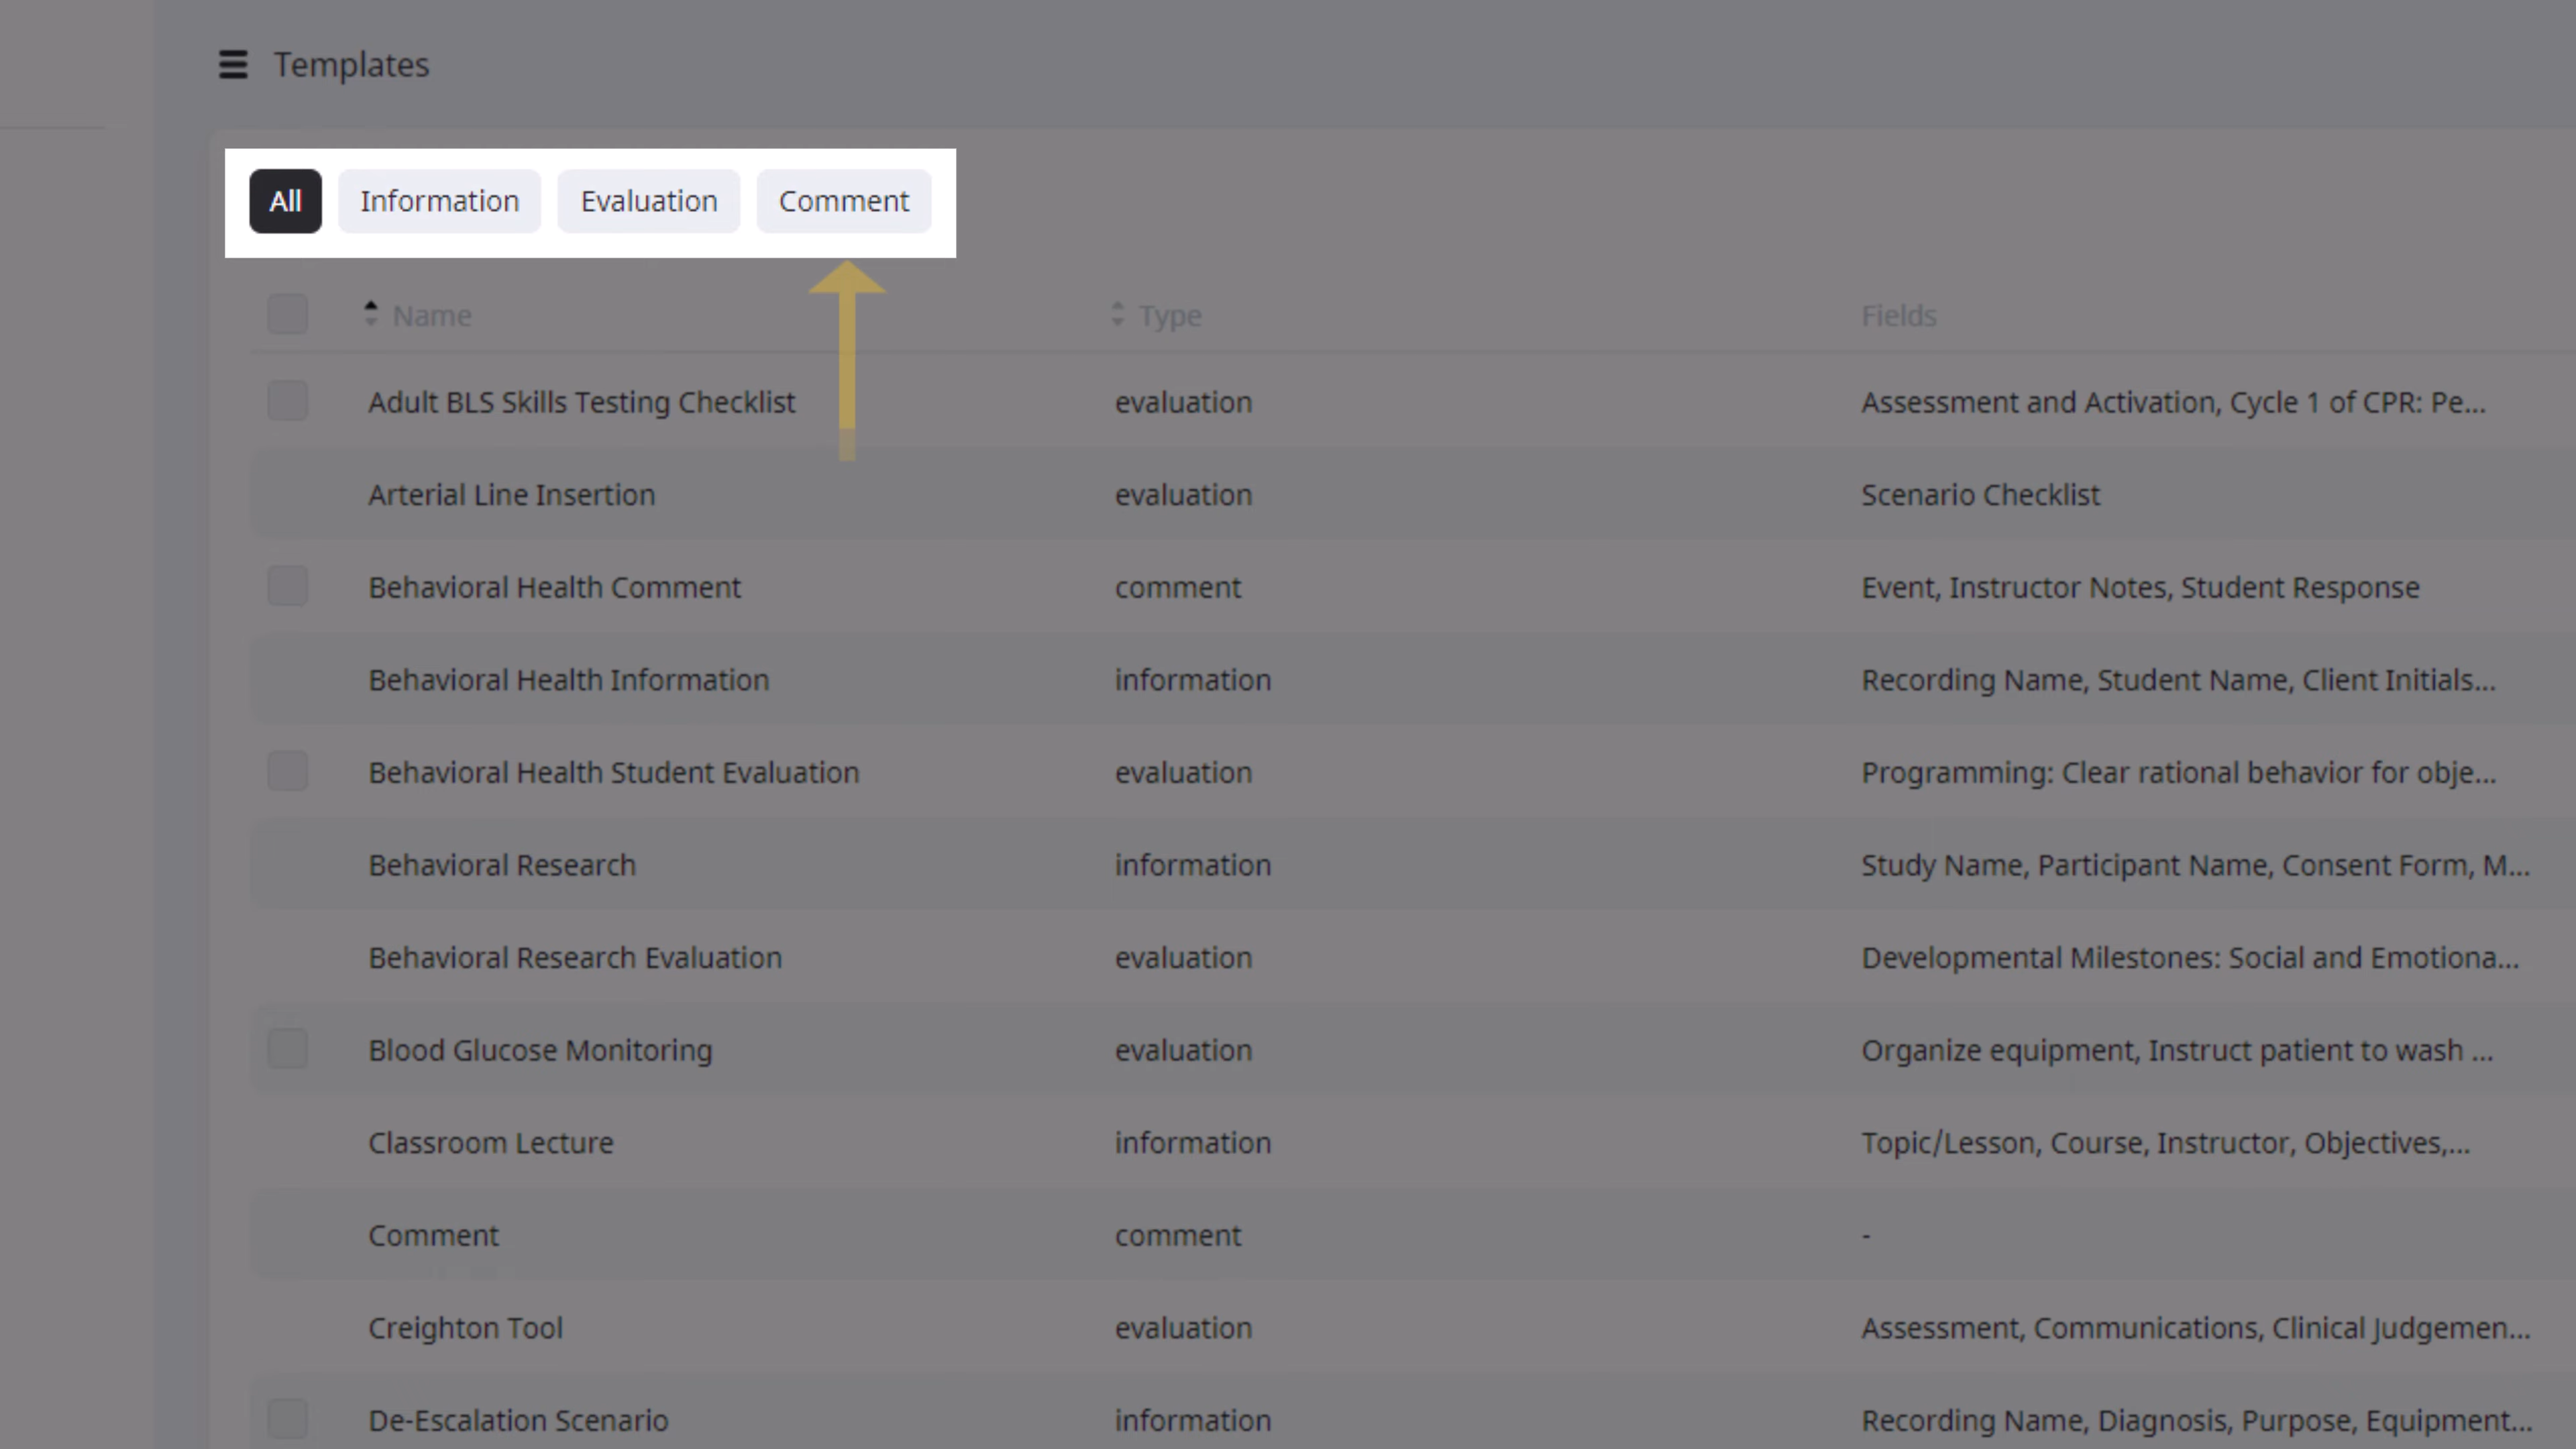 Templates
All Information Evaluation Comment
Name Type Fields
Adult BLS Skills Testing Checklist evaluation Assessment and Activation, Cycle 1 of CPR: Pe...
Arterial Line Insertion evaluation Scenario Checklist
Behavioral Health Comment comment Event, Instructor Notes, Student Response
Behavioral Health Information information Recording Name, Student Name, Client Initials...
Behavioral Health Student Evaluation evaluation Programming: Clear rational behavior for obje...
Behavioral Research information Study Name, Participant Name, Consent Form, M...
Behavioral Research Evaluation evaluation Developmental Milestones: Social and Emotiona...
Blood Glucose Monitoring evaluation Organize equipment, Instruct patient to wash ...
Classroom Lecture information Topic/Lesson, Course, Instructor, Objectives,...
Comment comment -
Creighton Tool evaluation Assessment, Communications, Clinical Judgemen...
De-Escalation Scenario information Recording Name, Diagnosis, Purpose, Equipment...